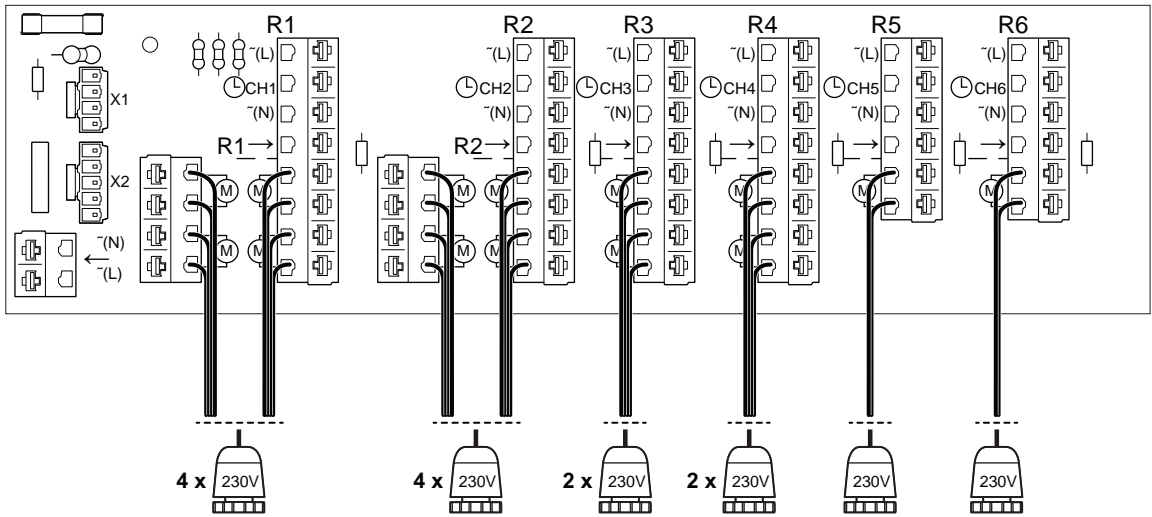 R1 R2 R3 R4 R5 R6
~(L) ~(L) ~(L) ~(L) ~(L) ~(L)
X1 CH1 CH2 CH3 CH4 CH5 CH6
~(N) ~(N) ~(N) ~(N) ~(N) ~(N)
R1 R2
X2 M M M M M M M M
~(N)
~(L) M M M M M M
230V 230V 230V 230V 230V 230V
4 x 4 x 2 x 2 x